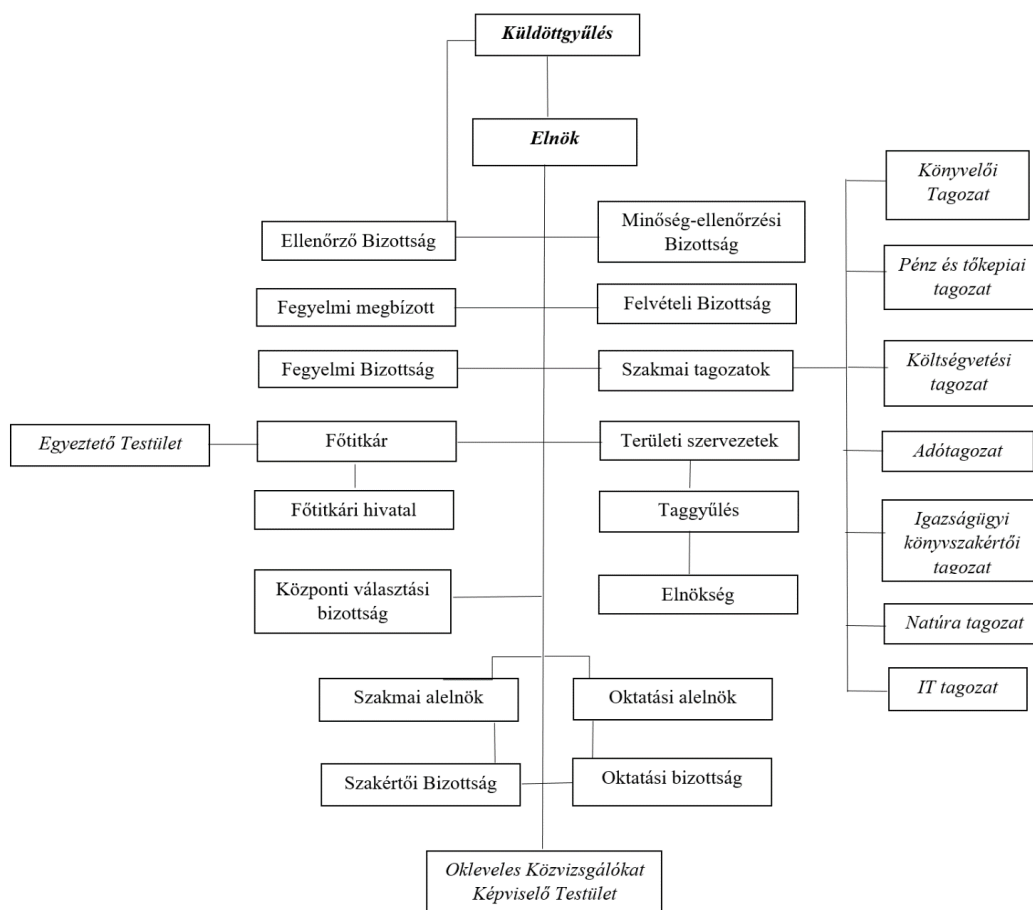 Küldöttgyűlés
Elnök
Könyvelői
Tagozat
Ellenőrző Bizottság
Minőség-ellenőrzési
Bizottság
Pénz és tőkepiai
tagozat
Fegyelmi megbízott
Felvételi Bizottság
Fegyelmi Bizottság
Szakmai tagozatok
Költségvetési
tagozat
Egyeztető Testület
Főtitkár
Területi szervezetek
Adótagozat
Főtitkári hivatal
Taggyűlés
Igazságügyi
könyvszakértői
tagozat
Központi választási
bizottság
Elnökség
Natúra tagozat
Szakmai alelnök
Oktatási alelnök
IT tagozat
Szakértői Bizottság
Oktatási bizottság
Okleveles Közvizsgálókat
Képviselő Testület